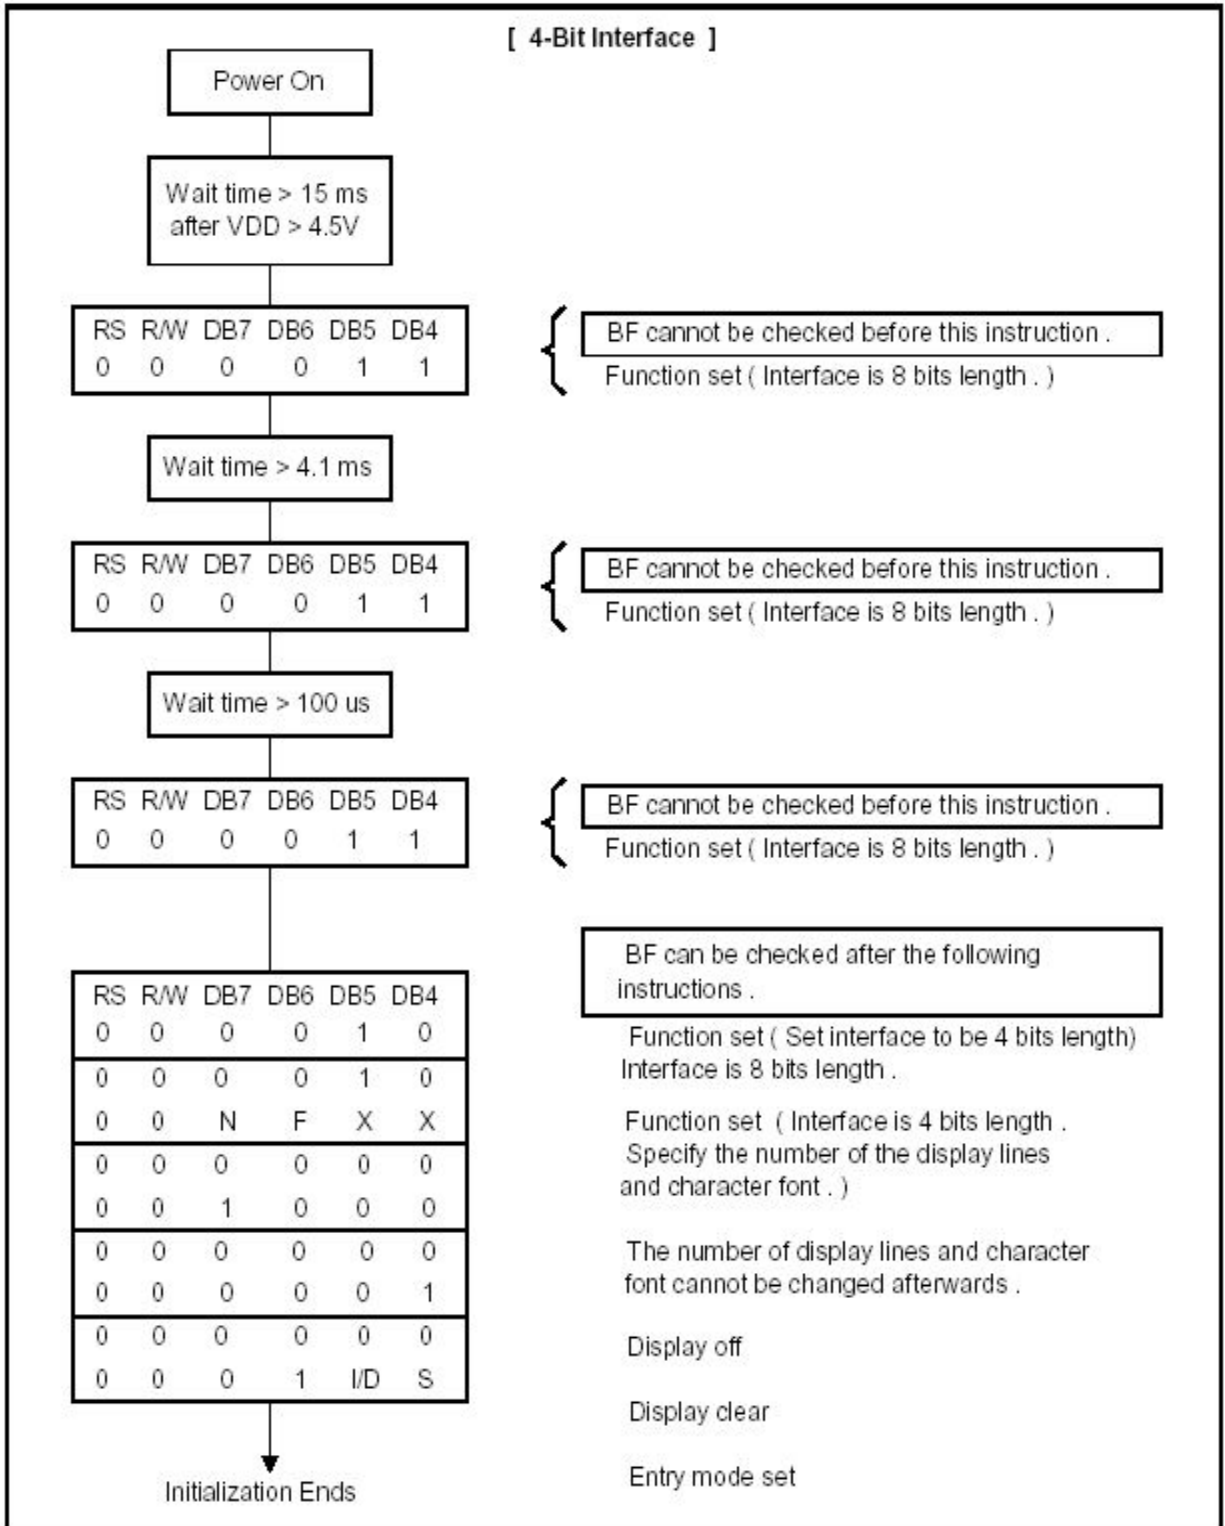 [ 4-Bit Interface ]
Power On
Wait time > 15 ms
after VDD > 4.5V
RS R/W DB7 DB6 DB5 DB4
0 0 0 0 1 1
BF cannot be checked before this instruction .
Function set ( Interface is 8 bits length . )
Wait time > 4.1 ms
RS R/W DB7 DB6 DB5 DB4
0 0 0 0 1 1
BF cannot be checked before this instruction .
Function set ( Interface is 8 bits length . )
Wait time > 100 us
RS R/W DB7 DB6 DB5 DB4
0 0 0 0 1 1
BF cannot be checked before this instruction .
Function set ( Interface is 8 bits length . )
RS R/W DB7 DB6 DB5 DB4
0 0 0 0 1 0
0 0 0 0 1 0
0 0 N F X X
0 0 0 0 0 0
0 0 1 0 0 0
0 0 0 0 0 0
0 0 0 0 0 1
0 0 0 0 0 0
0 0 0 1 I/D S
BF can be checked after the following
instructions .
Function set ( Set interface to be 4 bits length)
Interface is 8 bits length .
Function set ( Interface is 4 bits length .
Specify the number of the display lines
and character font . )
The number of display lines and character
font cannot be changed afterwards .
Display off
Display clear
Entry mode set
Initialization Ends